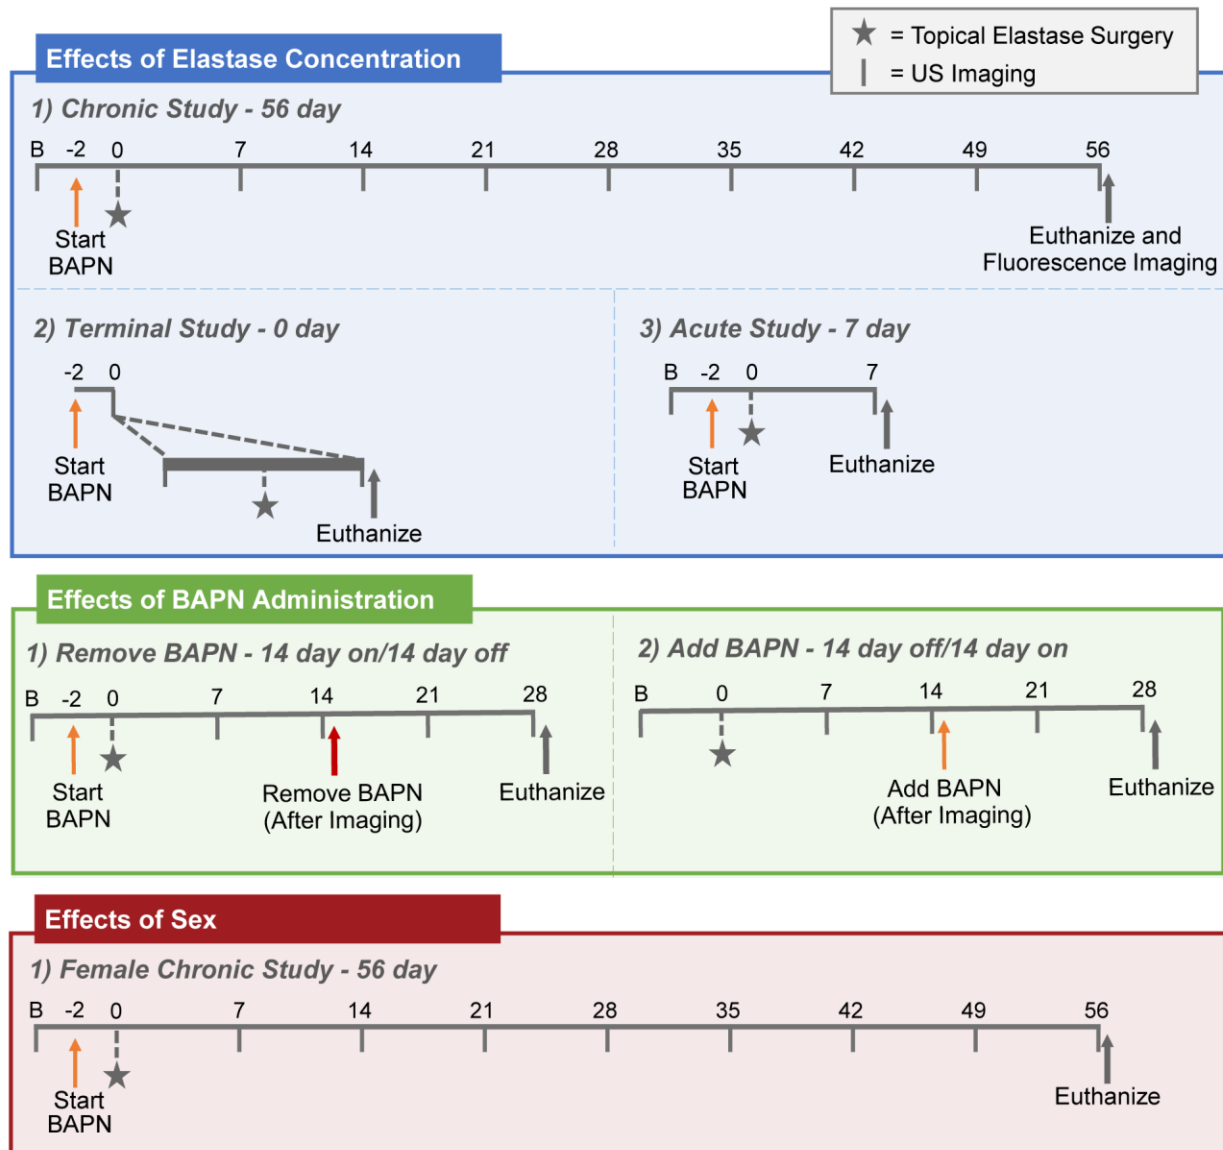 = Topical Elastase Surgery
= US Imaging
Effects of Elastase Concentration
1) Chronic Study - 56 day
B -2 0 7 14 21 28 35 42 49 56
Start
BAPN
Euthanize and
Fluorescence Imaging
2) Terminal Study - 0 day
-2 0
Start
BAPN
Euthanize
3) Acute Study - 7 day
B -2 0 7
Start
BAPN
Euthanize
Effects of BAPN Administration
1) Remove BAPN - 14 day on/14 day off
B -2 0 7 14 21 28
Start
BAPN
Remove BAPN
(After Imaging)
Euthanize
2) Add BAPN - 14 day off/14 day on
B 0 7 14 21 28
Add BAPN
(After Imaging)
Euthanize
Effects of Sex
1) Female Chronic Study - 56 day
B -2 0 7 14 21 28 35 42 49 56
Start
BAPN
Euthanize